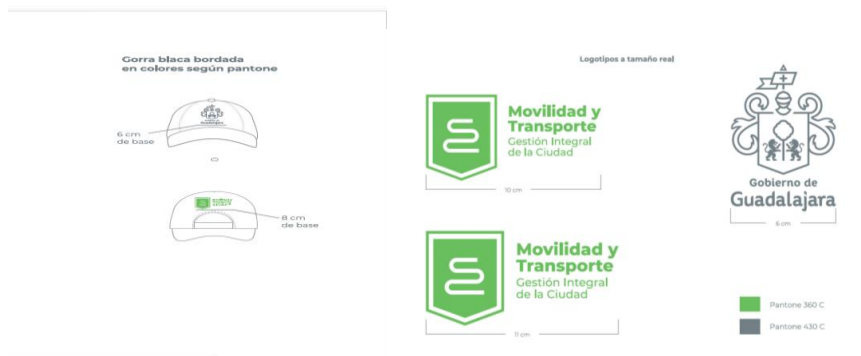 Gorra blaca bordada
en colores según pantone
6 cm
de base
8 cm
de base
Logotipos a tamaño real
Movilidad y
Transporte
Gestión Integral
de la Ciudad
10 cm
Movilidad y
Transporte
Gestión Integral
de la Ciudad
11 cm
Gobierno de
Guadalajara
6 cm
Pantone 360 C
Pantone 430 C